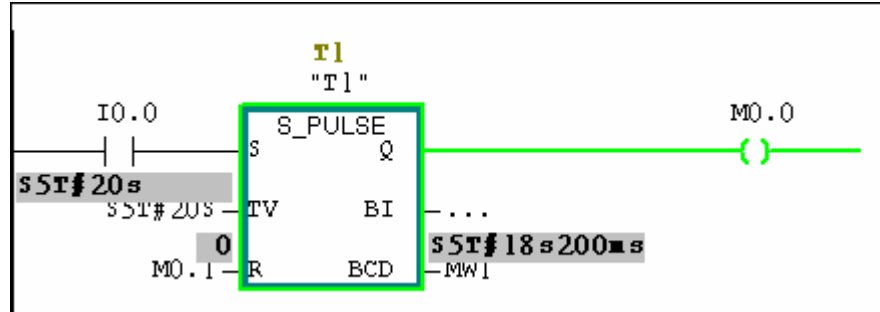 T1
"T1"
I0.0
S_PULSE
M0.0
S
Q
S5T#20s
S5T#20S
TV
BI
...
0
S5T#18s200ms
M0.1
R
BCD
MW1